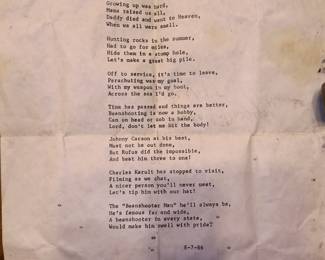 Growing up was hard,
Mama raised us all,
Daddy died and went to Heaven,
When we all were small.
Hunting rocks in the summer,
Had to go for miles,
Hide them in a stump hole,
Let's make a great big pile.
Off to service, it's time to leave,
Parachuting was my goal,
With my weapon in my boot,
Across the sea I'd go.
Time has passed and things are better,
Beanshooting is now a hobby,
Can on head or cob in hand,
Lord, don't let me hit the body!
Johnny Carson at his best,
Must not be out done,
But Rufus did the impossible,
And beat him three to one!
Charles Karult has stopped to visit,
Filming as we chat,
A nicer person you'll never meet,
Let's tip him with our hat!
The "Beanshooter Man" he'll always be,
He's famous far and wide,
A beanshooter in every state,
Would make him swell with pride!
8-7-86